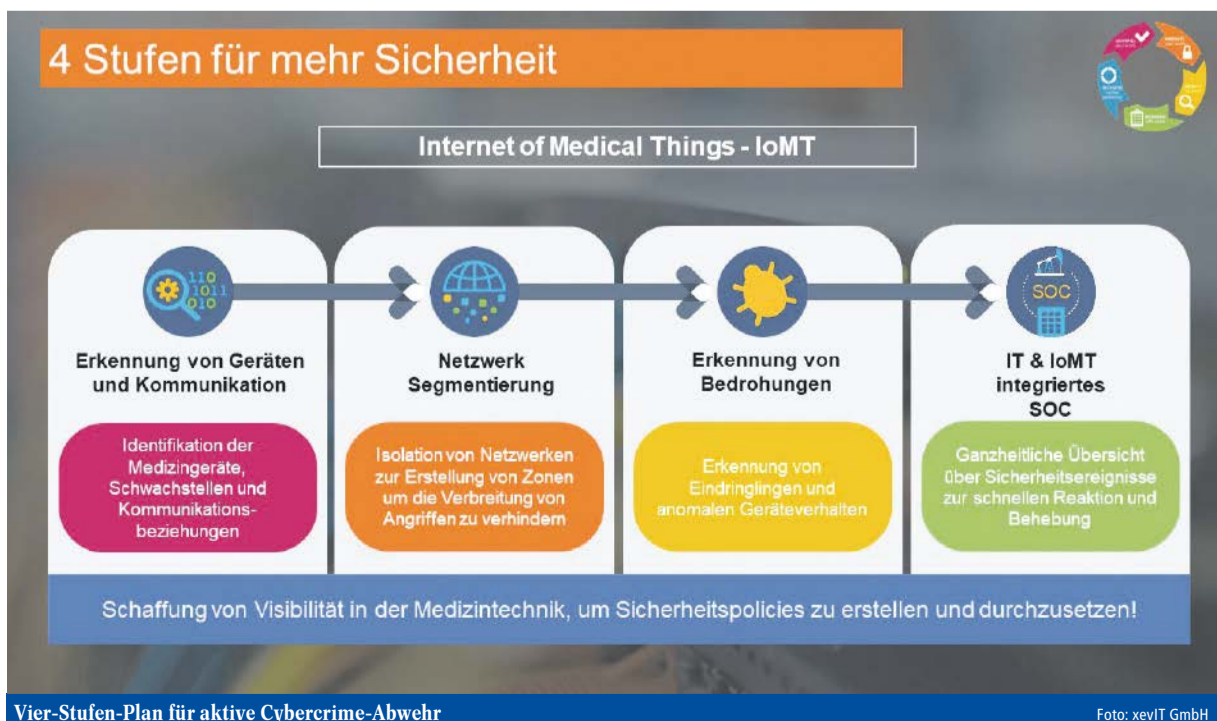 4 Stufen für mehr Sicherheit
Internet of Medical Things - IoMT
110
1011
010
Erkennung von Geräten
und Kommunikation
Identifikation der
Medizingeräte,
Schwachstellen und
Kommunikations-
beziehungen
Netzwerk
Segmentierung
Isolation von Netzwerken
zur Erstellung von Zonen
um die Verbreitung von
Angriffen zu verhindern
Erkennung von
Bedrohungen
Erkennung von
Eindringlingen und
anomalen Geräteverhalten
SOC
IT & IoMT
integriertes
SOC
Ganzheitliche Übersicht
über Sicherheitsereignisse
zur schnellen Reaktion und
Behebung
Schaffung von Visibilität in der Medizintechnik, um Sicherheitspolicies zu erstellen und durchzusetzen!
Vier-Stufen-Plan für aktive Cybercrime-Abwehr
Foto: xevIT GmbH